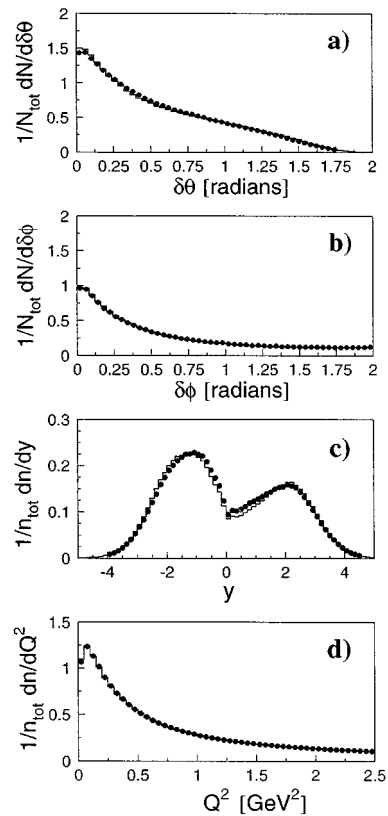 a)
1/N_tot dN/dδθ
2
1.5
1
0.5
0
0 0.25 0.5 0.75 1 1.25 1.5 1.75 2
δθ [radians]
b)
1/N_tot dN/dδϕ
2
1.5
1
0.5
0
0 0.25 0.5 0.75 1 1.25 1.5 1.75 2
δϕ [radians]
c)
1/n_tot dn/dy
0.3
0.2
0.1
0
-4 -2 0 2 4
y
d)
1/n_tot dn/dQ²
1.5
1
0.5
0
0 0.5 1 1.5 2 2.5
Q² [GeV²]